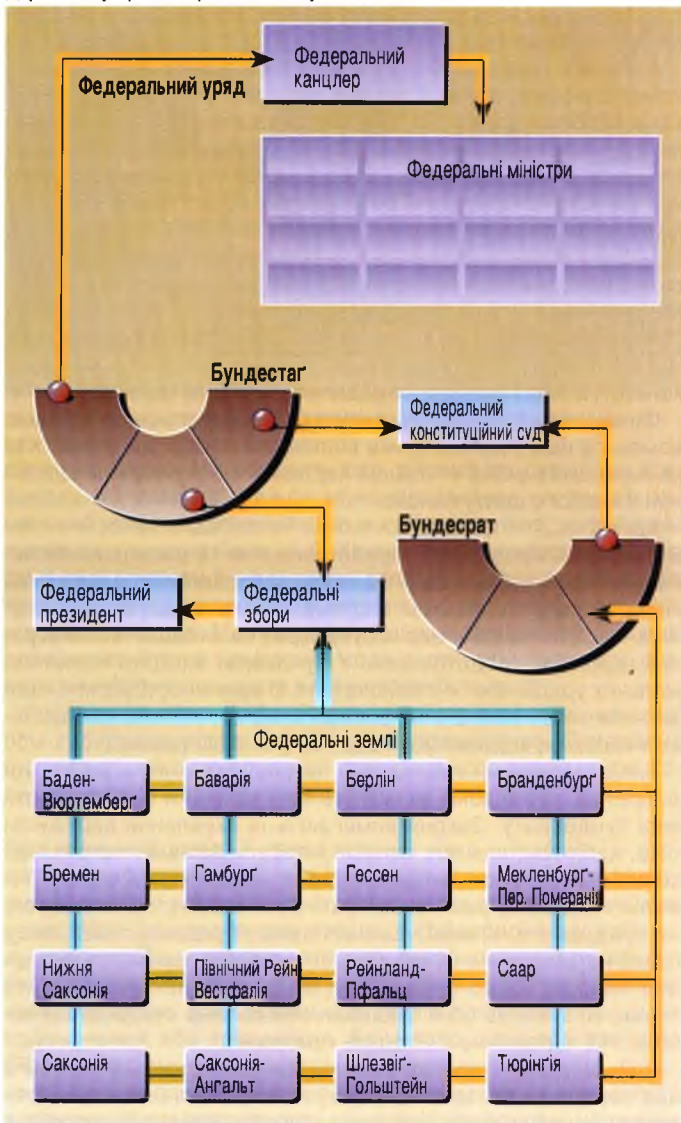 Федеральний
канцлер
Федеральний уряд
Федеральні міністри
Бундестаґ
Федеральний
конституційний суд
Бундесрат
Федеральний
президент
Федеральні
збори
Федеральні землі
Баден-
Вюртемберґ
Баварія
Берлін
Бранденбурґ
Бремен
Гамбурґ
Гессен
Мекленбурґ-
Пер. Померанія
Нижня
Саксонія
Північний Рейн
Вестфалія
Рейнланд-
Пфальц
Саар
Саксонія
Саксонія-
Ангальт
Шлезвіґ-
Гольштейн
Тюрінґія